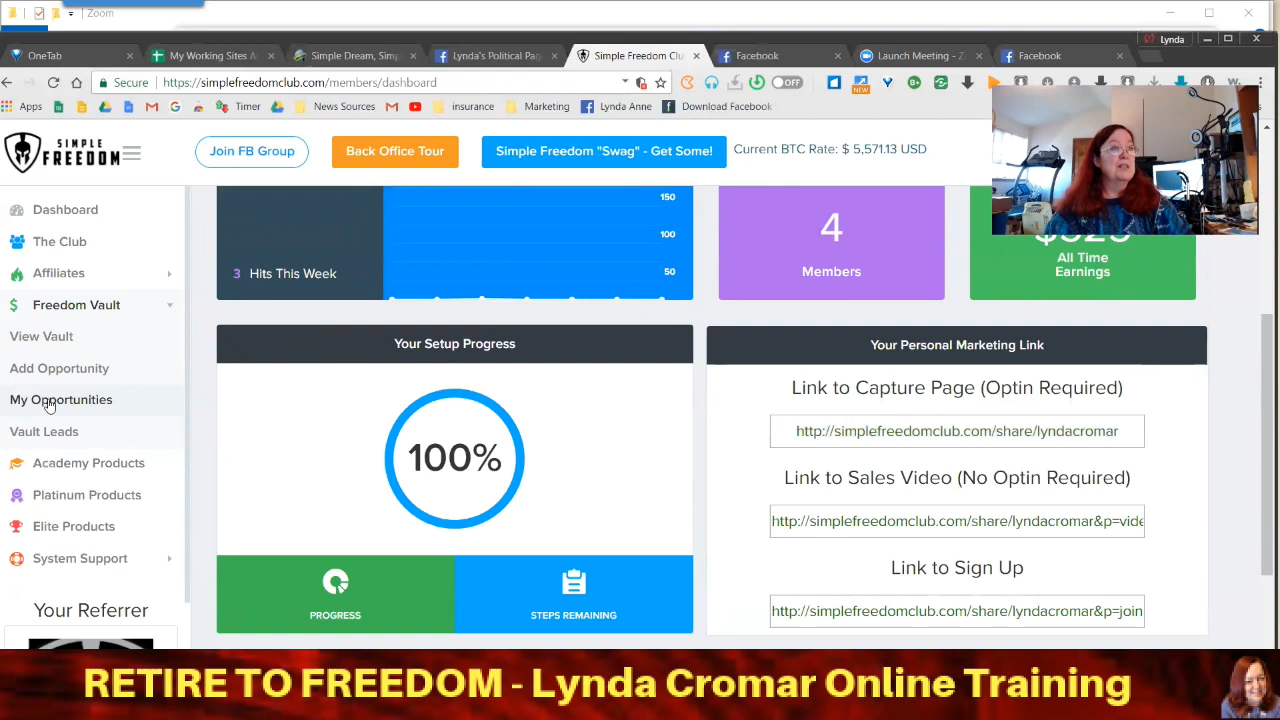 Zoom
OneTab
My Working Sites A
Simple Dream, Simp
Lynda's Political Pag
Simple Freedom Clu
Facebook
Launch Meeting - Z
Facebook
Lynda
Secure
https://simplefreedomclub.com/members/dashboard
OFF
NEW
Apps
Timer
News Sources
insurance
Marketing
Lynda Anne
Download Facebook
SIMPLE
FREEDOM
Join FB Group
Back Office Tour
Simple Freedom "Swag" - Get Some!
Current BTC Rate: $ 5,571.13 USD
Dashboard
The Club
Affiliates
Freedom Vault
View Vault
Add Opportunity
My Opportunities
Vault Leads
Academy Products
Platinum Products
Elite Products
System Support
Your Referrer
150
100
50
3 Hits This Week
4
Members
All Time
Earnings
Your Setup Progress
100%
PROGRESS
STEPS REMAINING
Your Personal Marketing Link
Link to Capture Page (Optin Required)
http://simplefreedomclub.com/share/lyndacromar
Link to Sales Video (No Optin Required)
http://simplefreedomclub.com/share/lyndacromar&p=vide
Link to Sign Up
http://simplefreedomclub.com/share/lyndacromar&p=join
RETIRE TO FREEDOM - Lynda Cromar Online Training